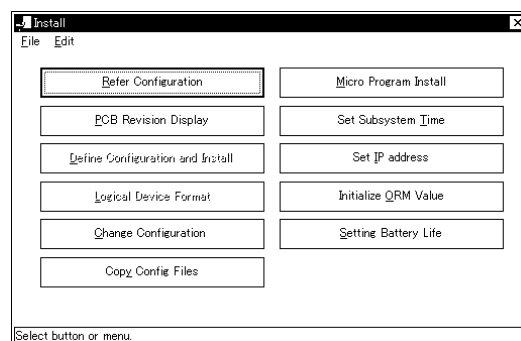 Install
File Edit
Refer Configuration
Micro Program Install
PCB Revision Display
Set Subsystem Time
Define Configuration and Install
Set IP address
Logical Device Format
Initialize ORM Value
Change Configuration
Setting Battery Life
Copy Config Files
Select button or menu.